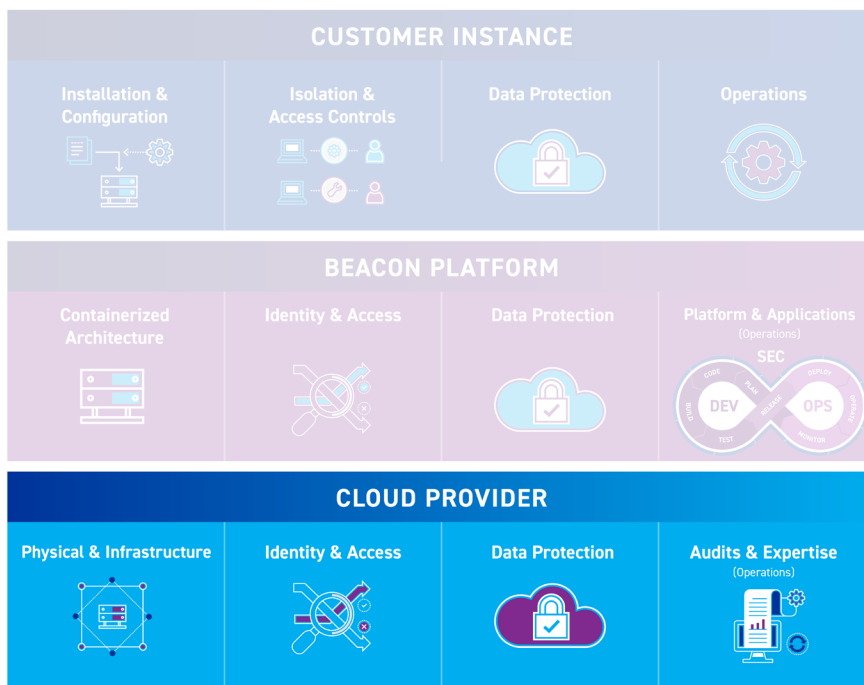 CUSTOMER INSTANCE
Installation &
Configuration
Isolation &
Access Controls
Data Protection
Operations
BEACON PLATFORM
Containerized
Architecture
Identity & Access
Data Protection
Platform & Applications
(Operations)
SEC
CODE
PLAN
BUILD
TEST
DEV
RELEASE
DEPLOY
OPERATE
MONITOR
OPS
CLOUD PROVIDER
Physical & Infrastructure
Identity & Access
Data Protection
Audits & Expertise
(Operations)